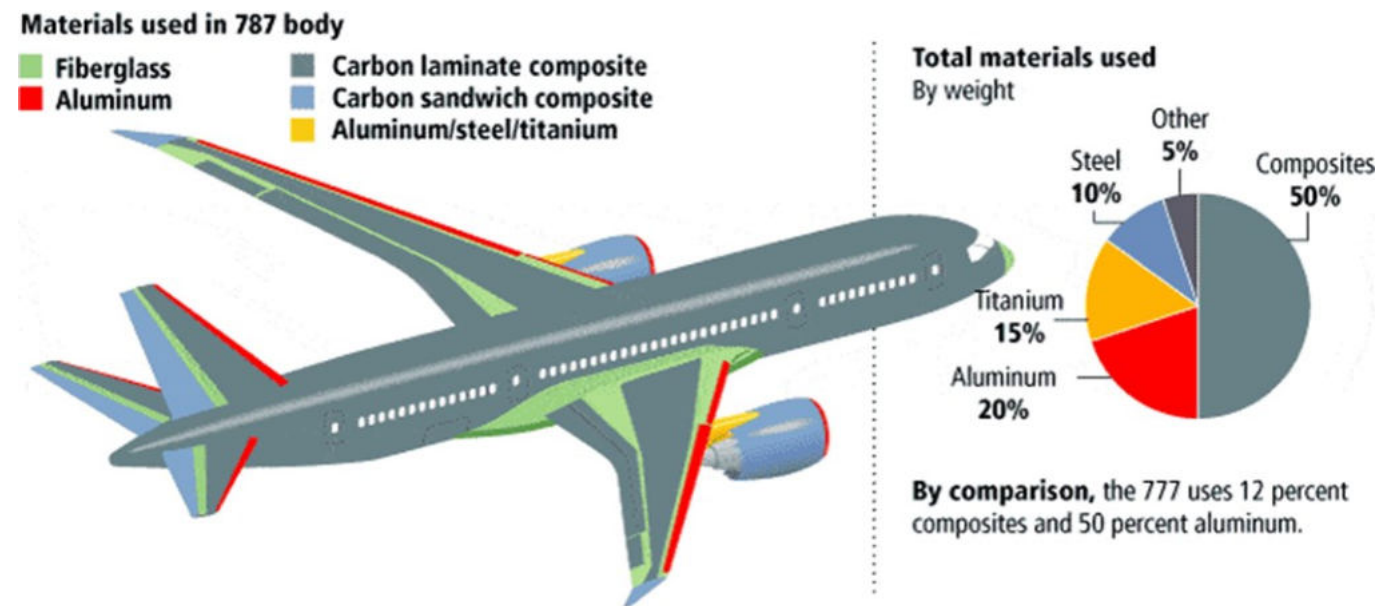 Materials used in 787 body
Fiberglass
Aluminum
Carbon laminate composite
Carbon sandwich composite
Aluminum/steel/titanium
Total materials used
By weight
Other
5%
Steel
10%
Composites
50%
Titanium
15%
Aluminum
20%
By comparison, the 777 uses 12 percent
composites and 50 percent aluminum.